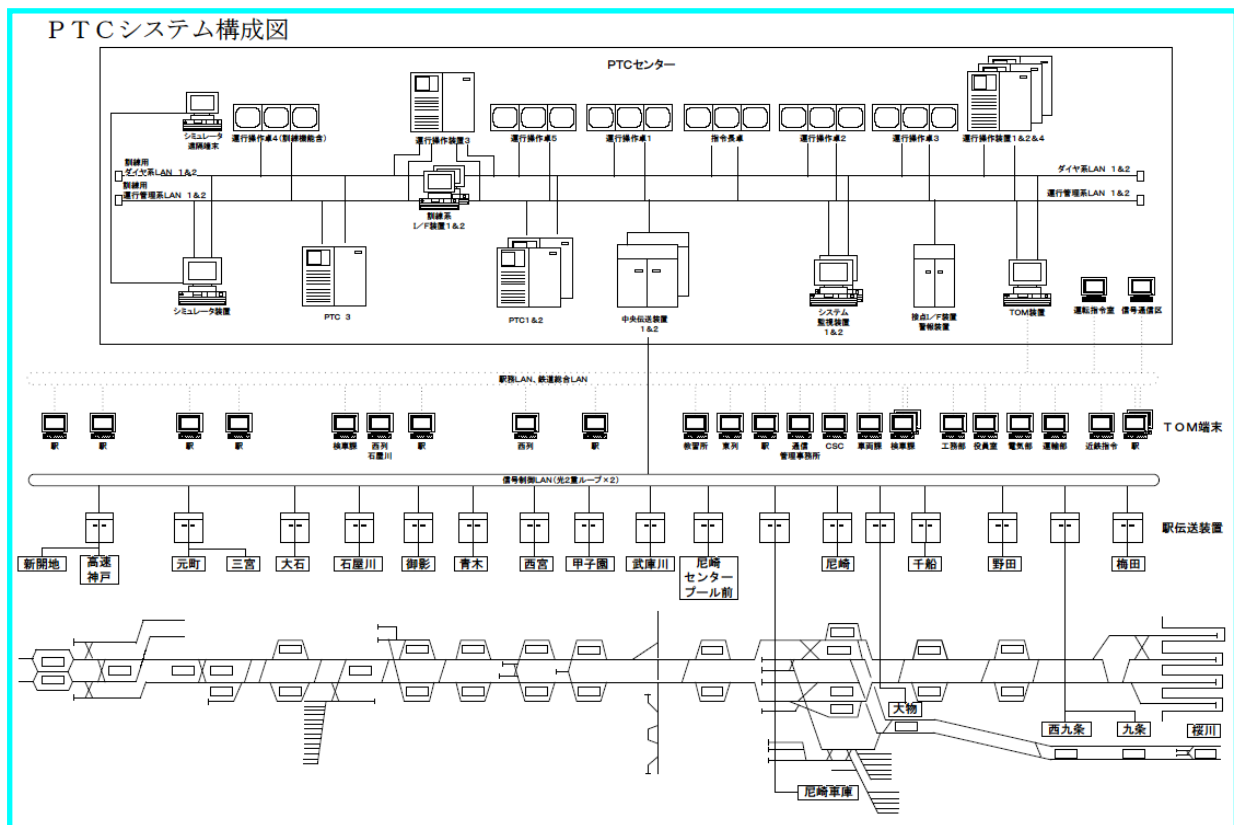 PTCシステム構成図
PTCセンター
シミュレータ
遠隔端末
運行操作卓4(訓練機能含)
運行操作装置3
運行操作卓5
運行操作卓1
指令長卓
運行操作卓2
運行操作卓3
運行操作装置1&2&4
訓練用
ダイヤ系LAN 1&2
ダイヤ系LAN 1&2
訓練用
運行管理系LAN 1&2
運行管理系LAN 1&2
訓練系
I/F装置1&2
シミュレータ装置
PTC 3
PTC1&2
中央伝送装置
1&2
システム
監視装置
1&2
接点I/F装置
警報装置
TOM装置
運転指令室
信号通信区
駅務LAN、鉄道総合LAN
駅
駅
駅
駅
検車課
西列
石屋川
駅
西列
駅
教習所
東列
駅
通信
管理事務所
CSC
車両課
検車課
工務部
役員室
電気部
運輸部
近鉄指令
駅
TOM端末
信号制御LAN(光2重ループ×2)
駅伝送装置
新開地
高速
神戸
元町
三宮
大石
石屋川
御影
青木
西宮
甲子園
武庫川
尼崎
センター
プール前
尼崎
千船
野田
梅田
大物
西九条
九条
桜川
尼崎車庫